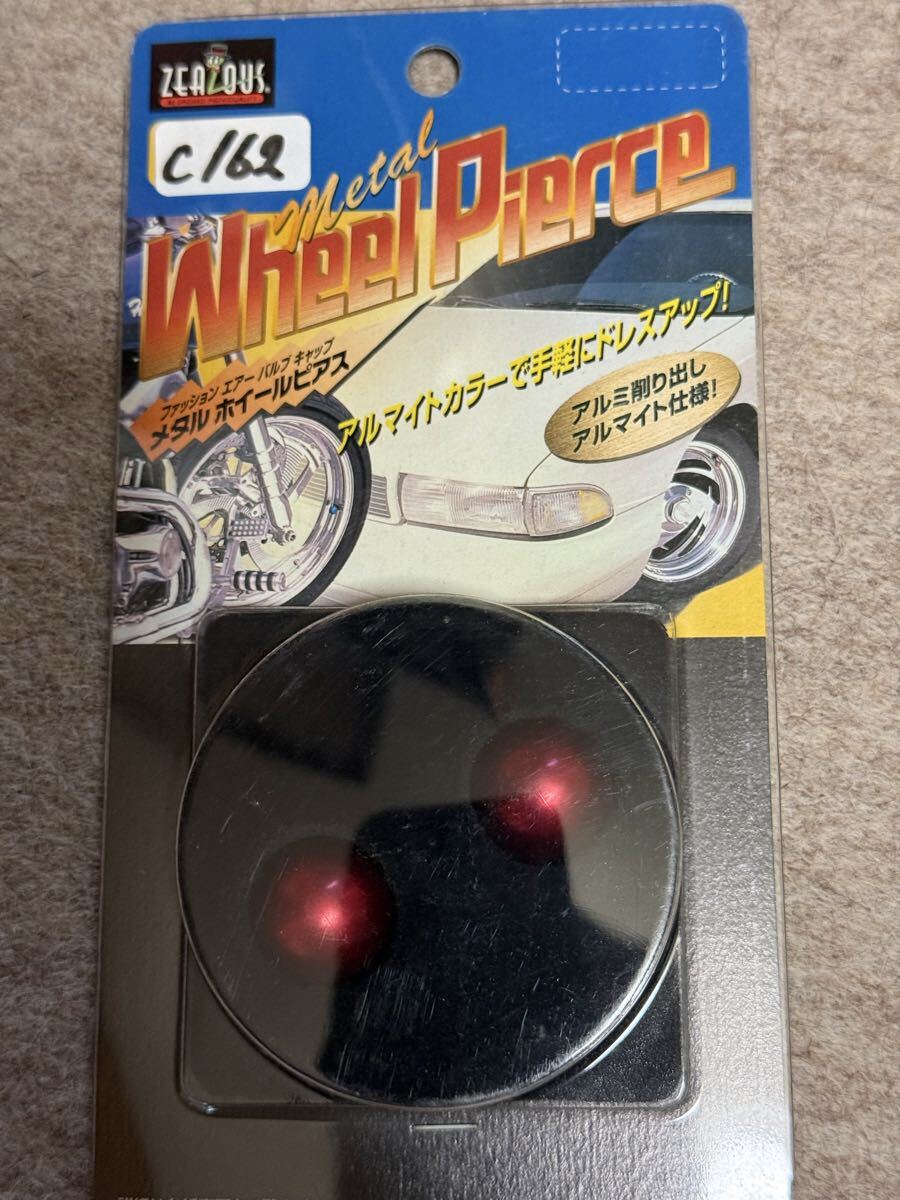 ZEALOUS
C/62
Metal
Wheel Pierce
ファッション エアー バルブ キャップ
メタル ホイールピアス
アルマイトカラーで手軽にドレスアップ!
アルミ削り出し
アルマイト仕様!